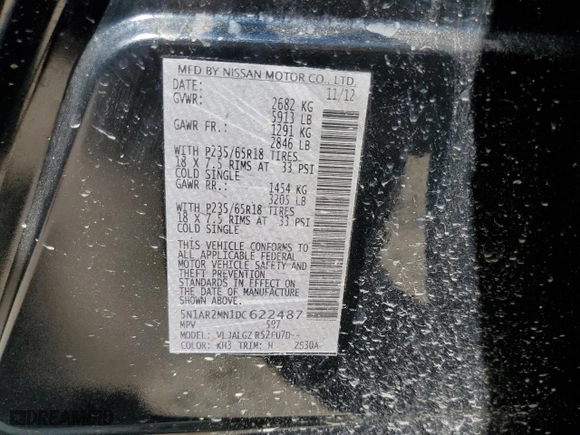 MFD BY NISSAN MOTOR CO., LTD.
DATE: 11/12
GVWR: 2682 KG
5913 LB
GAWR FR.: 1291 KG
2846 LB
WITH P235/65R18 TIRES
18 X 7.5 RIMS AT 33 PSI
COLD SINGLE
GAWR RR.: 1454 KG
3205 LB
WITH P235/65R18 TIRES
18 X 7.5 RIMS AT 33 PSI
COLD SINGLE
THIS VEHICLE CONFORMS TO
ALL APPLICABLE FEDERAL
MOTOR VEHICLE SAFETY AND
THEFT PREVENTION
STANDARDS IN EFFECT ON
THE DATE OF MANUFACTURE
SHOWN ABOVE.
5N1AR2MN1DC622487
MPV 597
MODEL: R52F07D--
COLOR: KH3 TRIM: H 2S30A-
DREAMBID